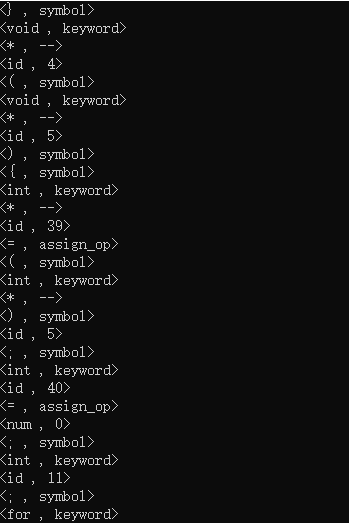 <} , symbol>
<void , keyword>
<* , -->
<id , 4>
<( , symbol>
<void , keyword>
<* , -->
<id , 5>
<) , symbol>
<{ , symbol>
<int , keyword>
<* , -->
<id , 39>
<= , assign_op>
<( , symbol>
<int , keyword>
<* , -->
<) , symbol>
<id , 5>
<; , symbol>
<int , keyword>
<id , 40>
<= , assign_op>
<num , 0>
<; , symbol>
<int , keyword>
<id , 11>
<; , symbol>
<for , keyword>